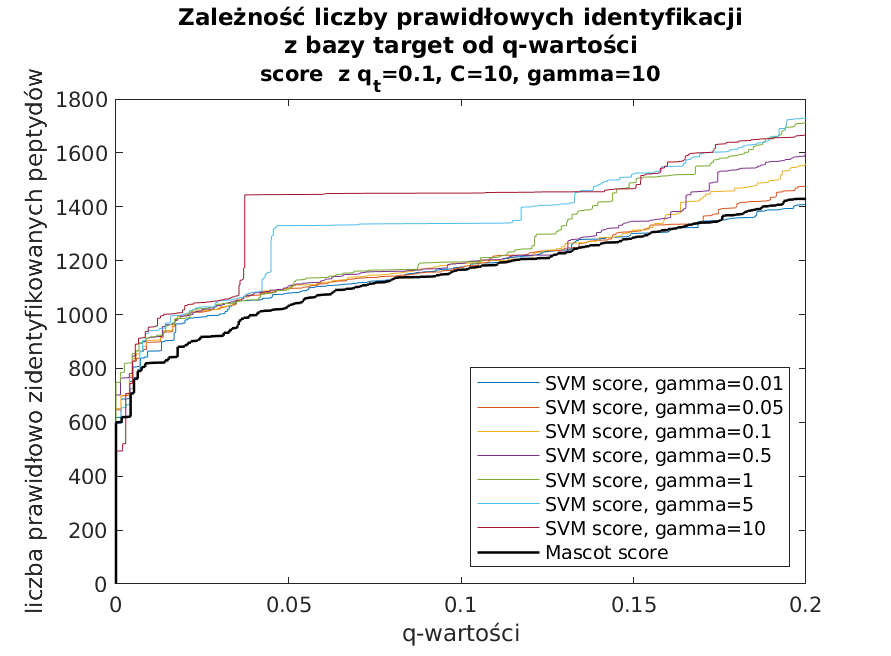 Zależność liczby prawidłowych identyfikacji
z bazy target od q-wartości
score z qt=0.1, C=10, gamma=10
liczba prawidłowo zidentyfikowanych peptydów
1800
1600
1400
1200
1000
800
600
400
200
0
SVM score, gamma=0.01
SVM score, gamma=0.05
SVM score, gamma=0.1
SVM score, gamma=0.5
SVM score, gamma=1
SVM score, gamma=5
SVM score, gamma=10
Mascot score
0 0.05 0.1 0.15 0.2
q-wartości